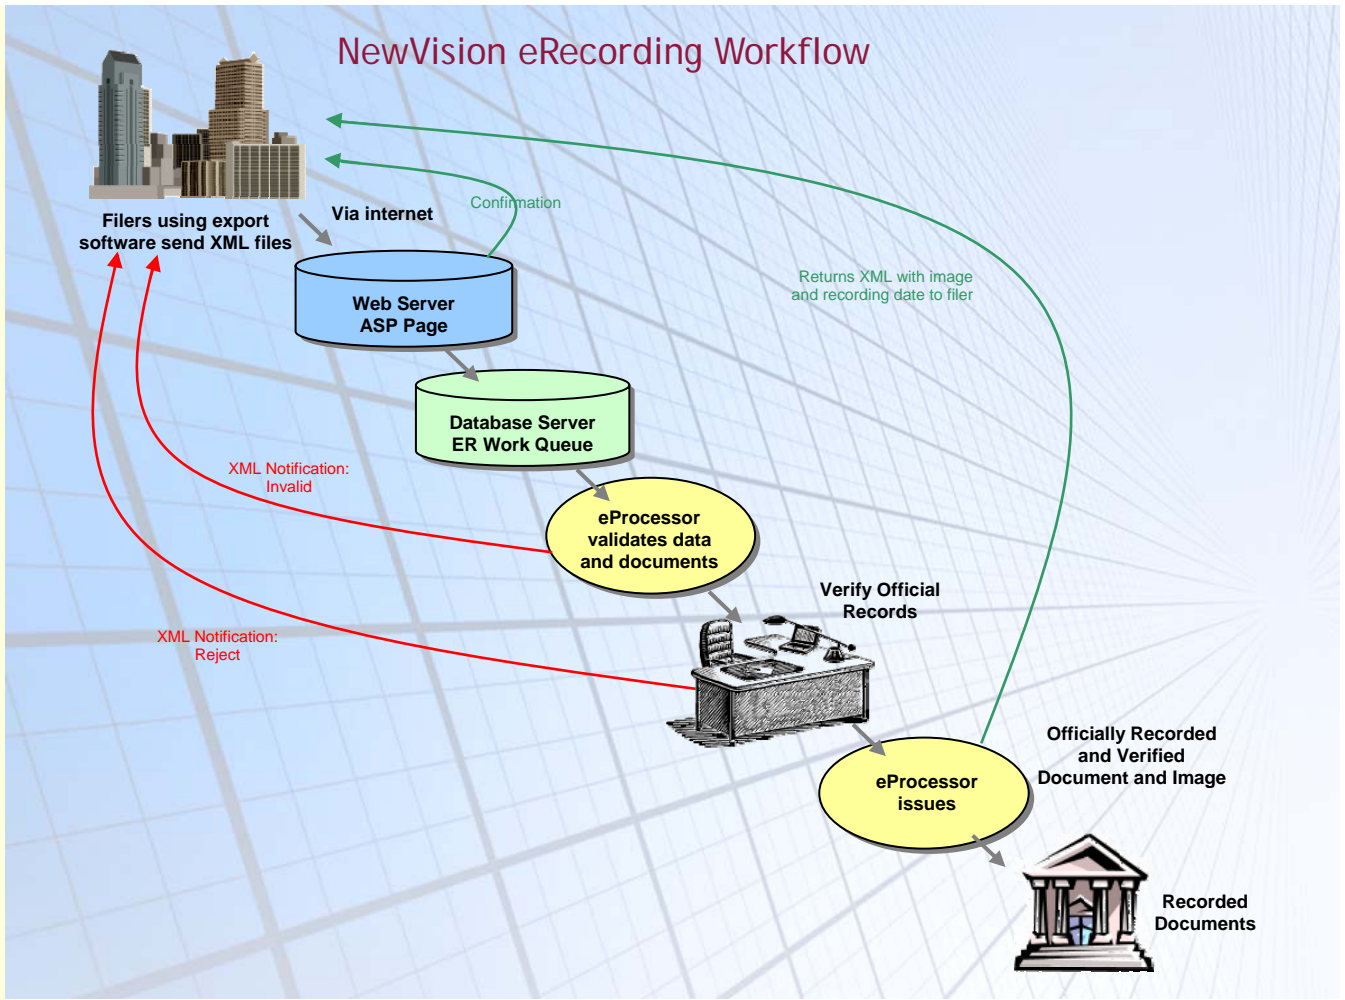 NewVision eRecording Workflow
Filers using export
software send XML files
Via internet
Confirmation
Web Server
ASP Page
Returns XML with image
and recording date to filer
Database Server
ER Work Queue
XML Notification:
Invalid
eProcessor
validates data
and documents
Verify Official
Records
XML Notification:
Reject
Officially Recorded
and Verified
Document and Image
eProcessor
issues
Recorded
Documents